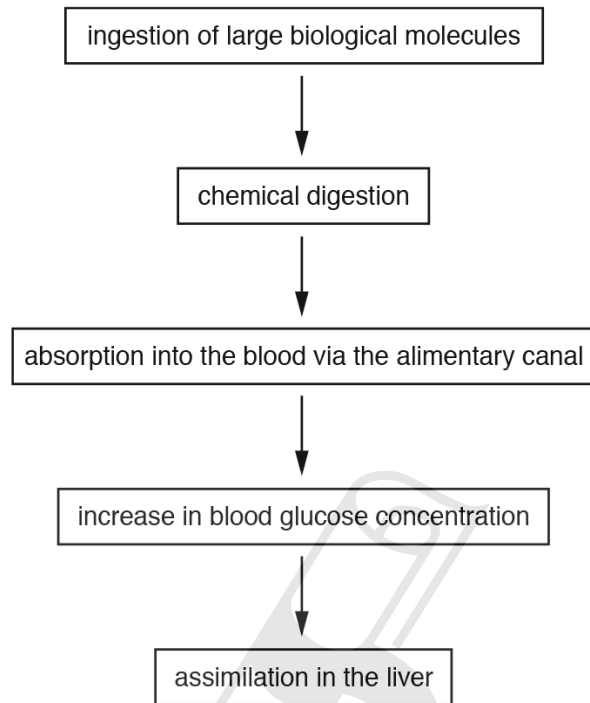 ingestion of large biological molecules
chemical digestion
absorption into the blood via the alimentary canal
increase in blood glucose concentration
assimilation in the liver